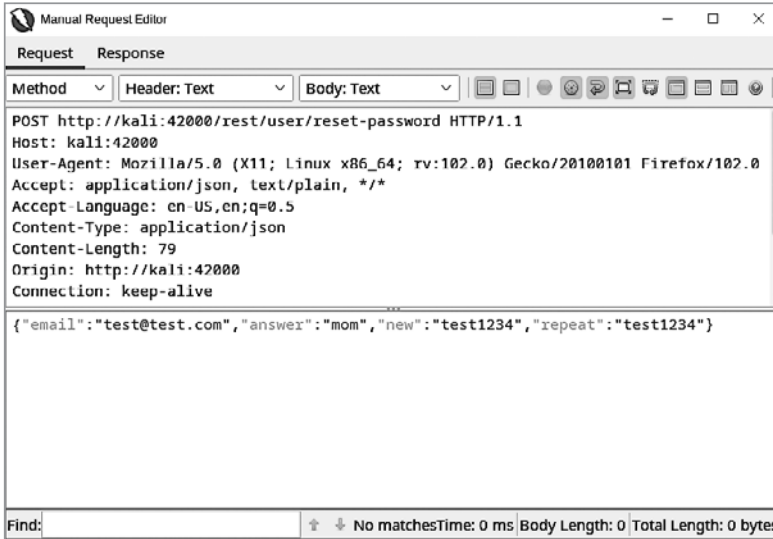 Manual Request Editor
Request Response
Method Header: Text Body: Text
POST http://kali:42000/rest/user/reset-password HTTP/1.1
Host: kali:42000
User-Agent: Mozilla/5.0 (X11; Linux x86_64; rv:102.0) Gecko/20100101 Firefox/102.0
Accept: application/json, text/plain, */*
Accept-Language: en-US,en;q=0.5
Content-Type: application/json
Content-Length: 79
Origin: http://kali:42000
Connection: keep-alive
{"email":"test@test.com","answer":"mom","new":"test1234","repeat":"test1234"}
Find: No matches Time: 0 ms Body Length: 0 Total Length: 0 bytes